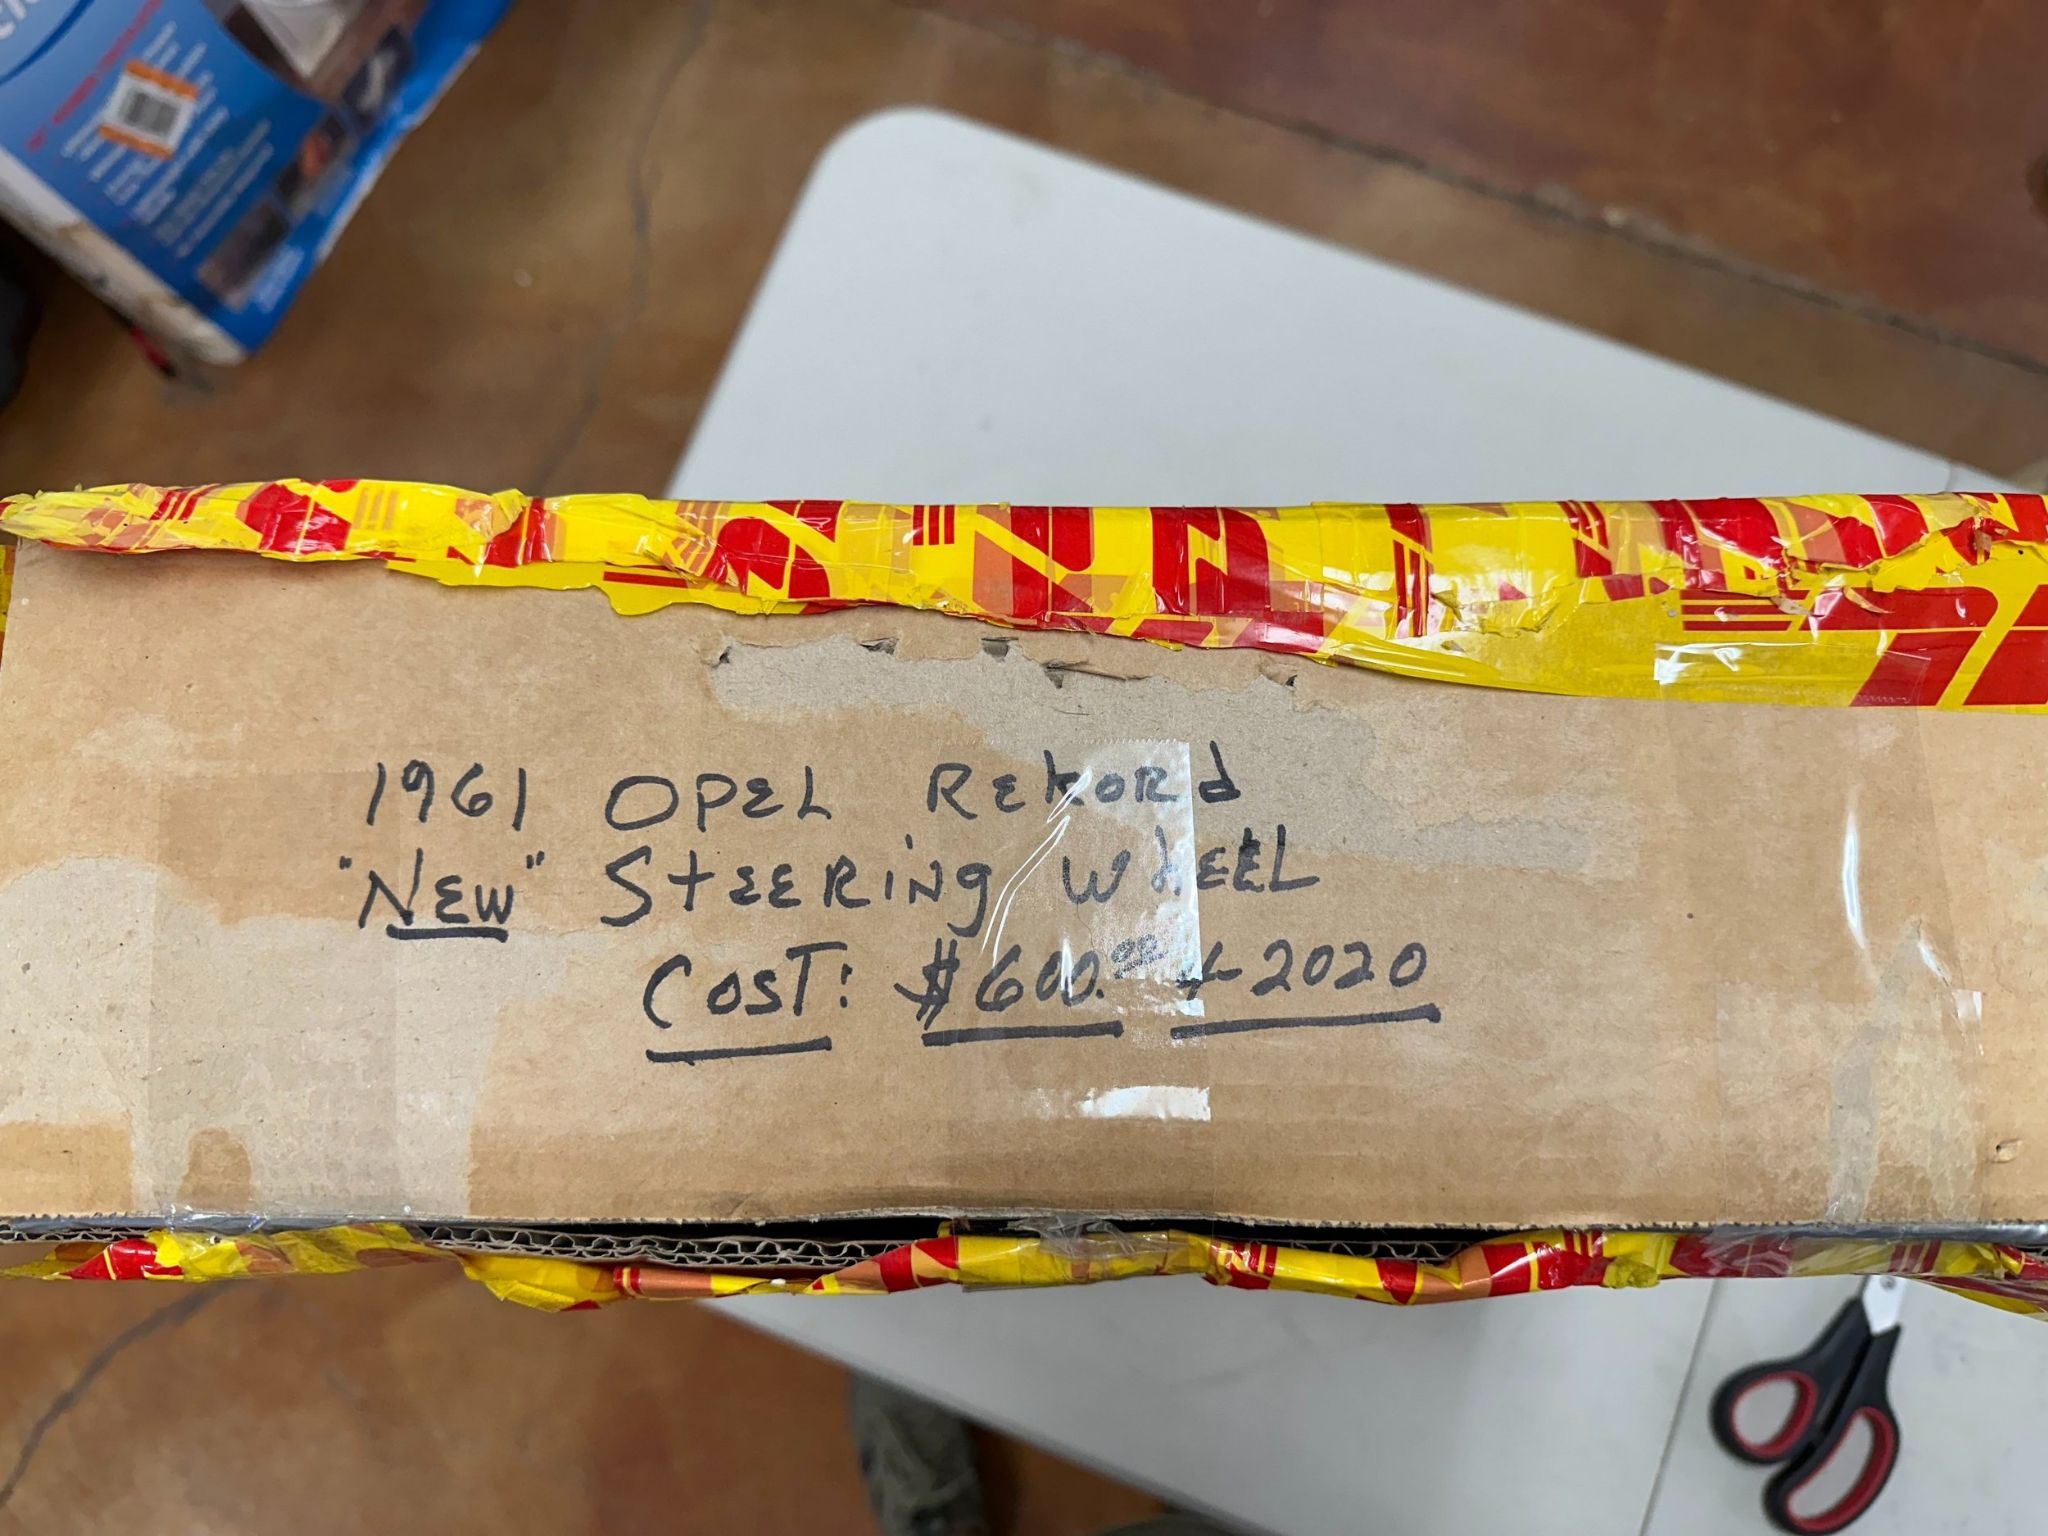 1961 OPEL REKORd
"NEW" STEERiNg WhEEL
COST: $600.00 + 2020